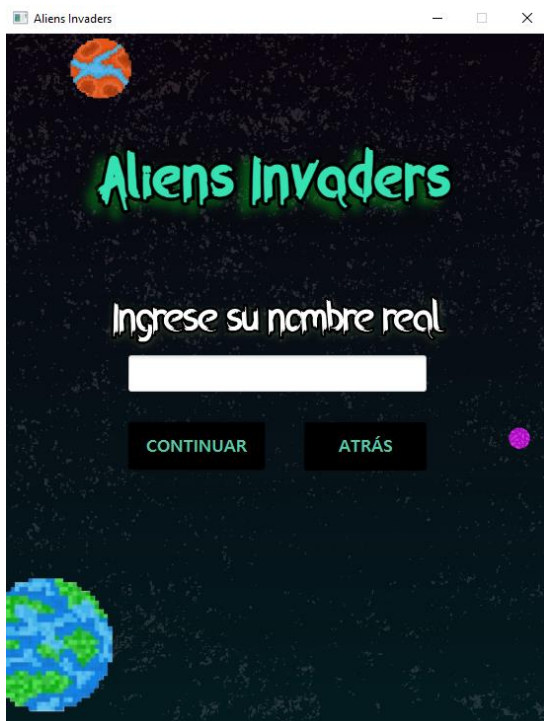 Aliens Invaders
Aliens Invaders
Ingrese su nombre real
CONTINUAR
ATRÁS